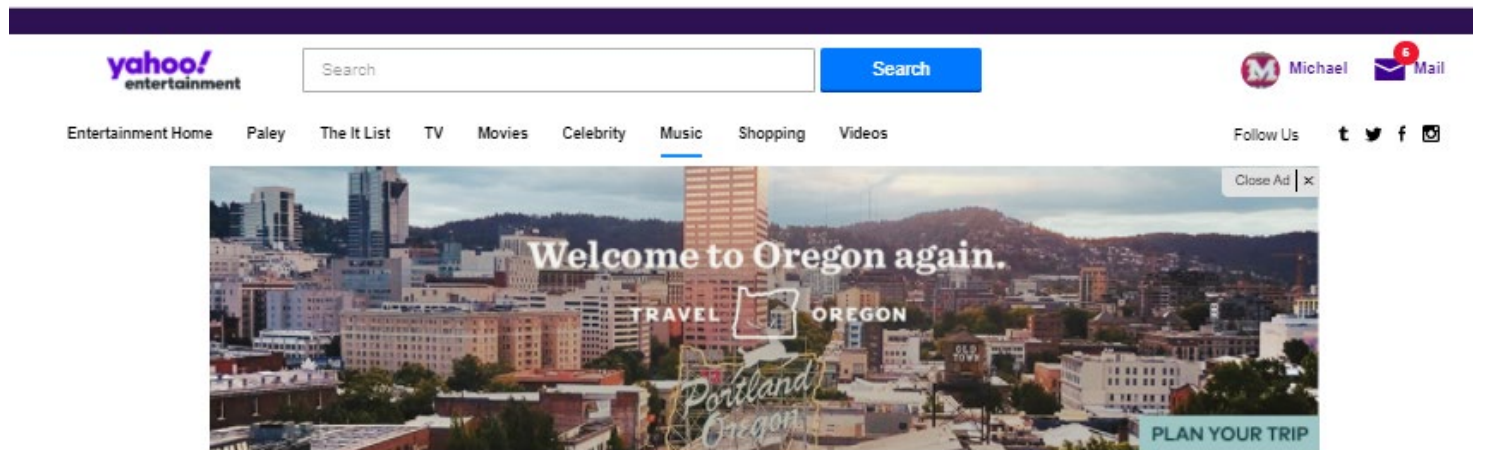 yahoo!
entertainment
Search
Search
M
Michael
6
Mail
Entertainment Home Paley The It List TV Movies Celebrity Music Shopping Videos Follow Us
Close Ad ×
Welcome to Oregon again.
TRAVEL OREGON
OLD
TOWN
Portland
Oregon
PLAN YOUR TRIP